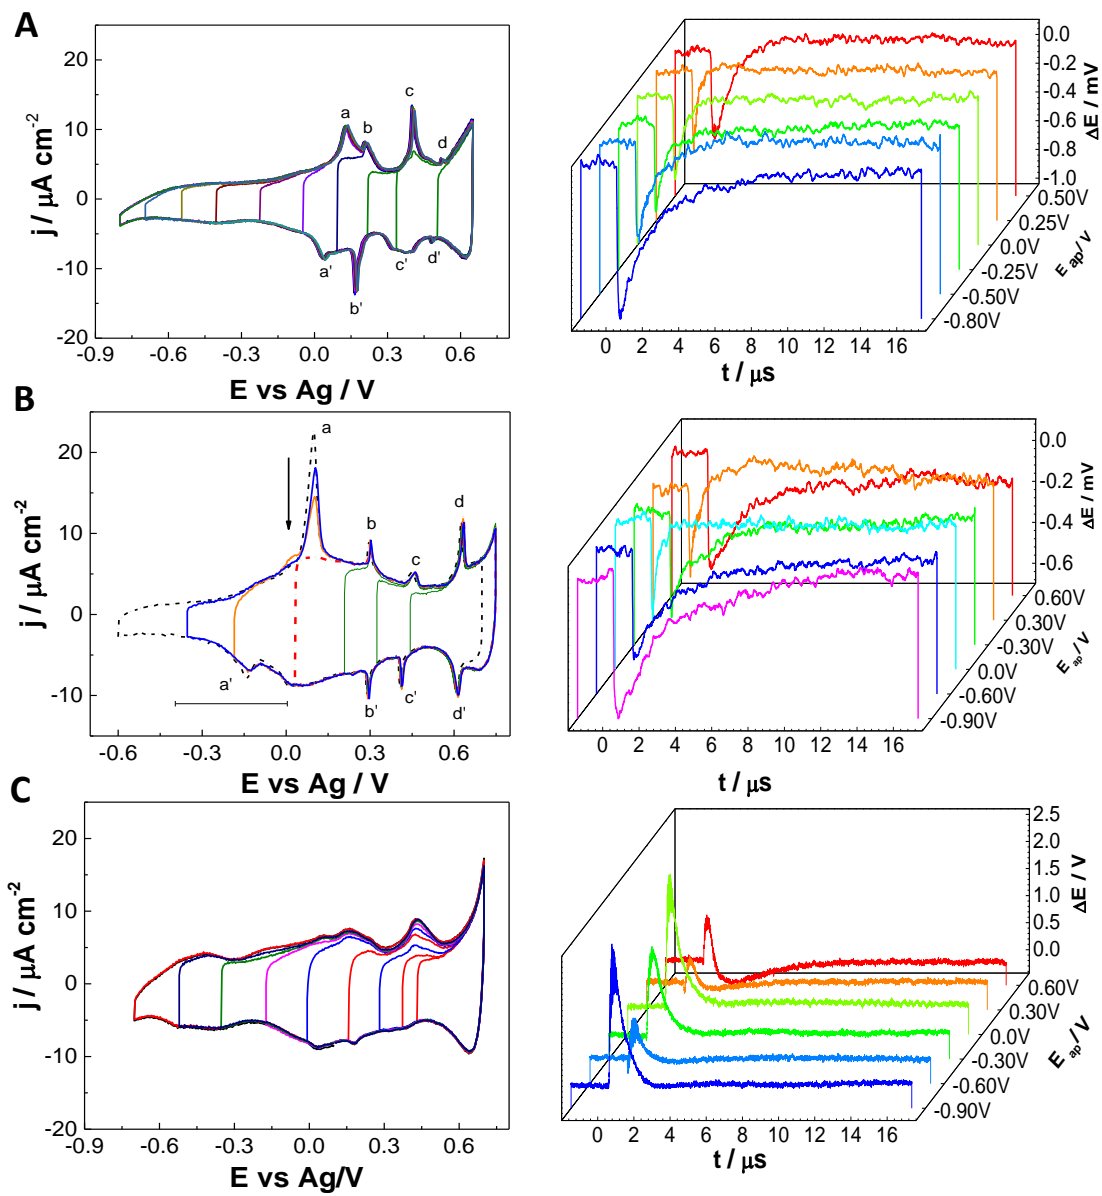 A
20
10
0
-10
-20
-0.9
-0.6
-0.3
0.0
0.3
0.6
j / μA cm-2
E vs Ag / V
a
b
c
d
a'
b'
c'
d'
0.0
-0.2
-0.4
-0.6
-0.8
-1.0
ΔE / mV
0.50V
0.25V
0.0V
-0.25V
-0.50V
-0.80V
E ap/ V
0 2 4 6 8 10 12 14 16
t / μs
B
20
10
0
-10
-0.6
-0.3
0.0
0.3
0.6
j / μA cm-2
E vs Ag / V
a
b
c
d
a'
b'
c'
d'
0.0
-0.2
-0.4
-0.6
ΔE / mV
0.60V
0.30V
-0.30V
0.0V
-0.60V
-0.90V
E ap/ V
0 2 4 6 8 10 12 14 16
t / μs
C
20
10
0
-10
-20
-0.9
-0.6
-0.3
0.0
0.3
0.6
j / μA cm-2
E vs Ag/V
2.5
2.0
1.5
1.0
0.5
0.0
ΔE / V
0.60V
0.30V
0.0V
-0.30V
-0.60V
-0.90V
E ap/ V
0 2 4 6 8 10 12 14 16
t / μs